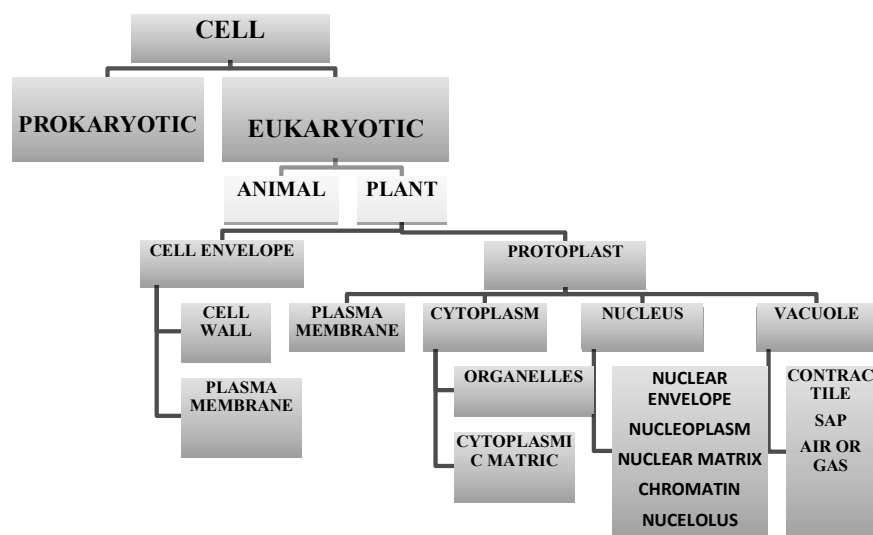 CELL
PROKARYOTIC
EUKARYOTIC
ANIMAL
PLANT
CELL ENVELOPE
PROTOPLAST
CELL
WALL
PLASMA
MEMBRANE
PLASMA
MEMBRANE
CYTOPLASM
NUCLEUS
VACUOLE
ORGANELLES
CYTOPLASMI
C MATRIC
NUCLEAR
ENVELOPE
NUCLEOPLASM
NUCLEAR MATRIX
CHROMATIN
NUCELOLUS
CONTRAC
TILE
SAP
AIR OR
GAS